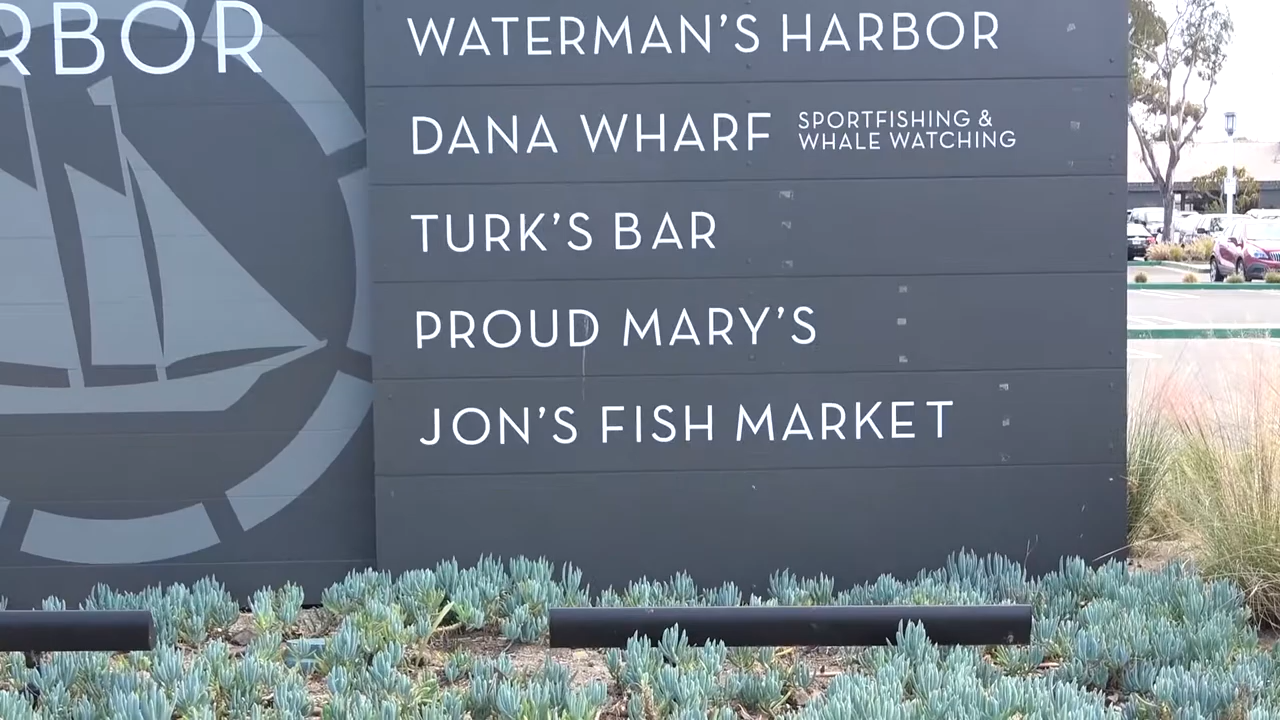 RBOR
WATERMAN'S HARBOR
DANA WHARF SPORTFISHING &
WHALE WATCHING
TURK'S BAR
PROUD MARY'S
JON'S FISH MARKET